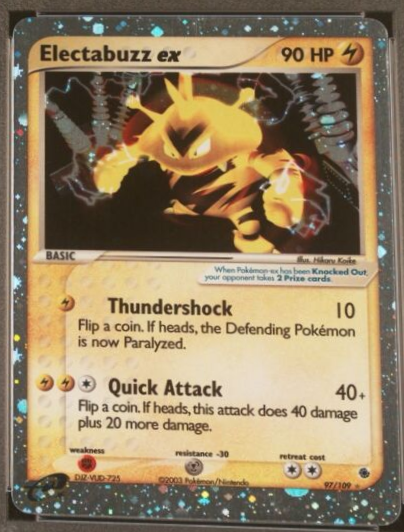 Electabuzz ex 90 HP
BASIC
Illus. Hikaru Koike
When Pokémon-ex has been Knocked Out,
your opponent takes 2 Prize cards.
Thundershock 10
Flip a coin. If heads, the Defending Pokémon
is now Paralyzed.
Quick Attack 40+
Flip a coin. If heads, this attack does 40 damage
plus 20 more damage.
weakness resistance -30 retreat cost
DJZ-VUD-725 ©2003 Pokémon/Nintendo 97/109